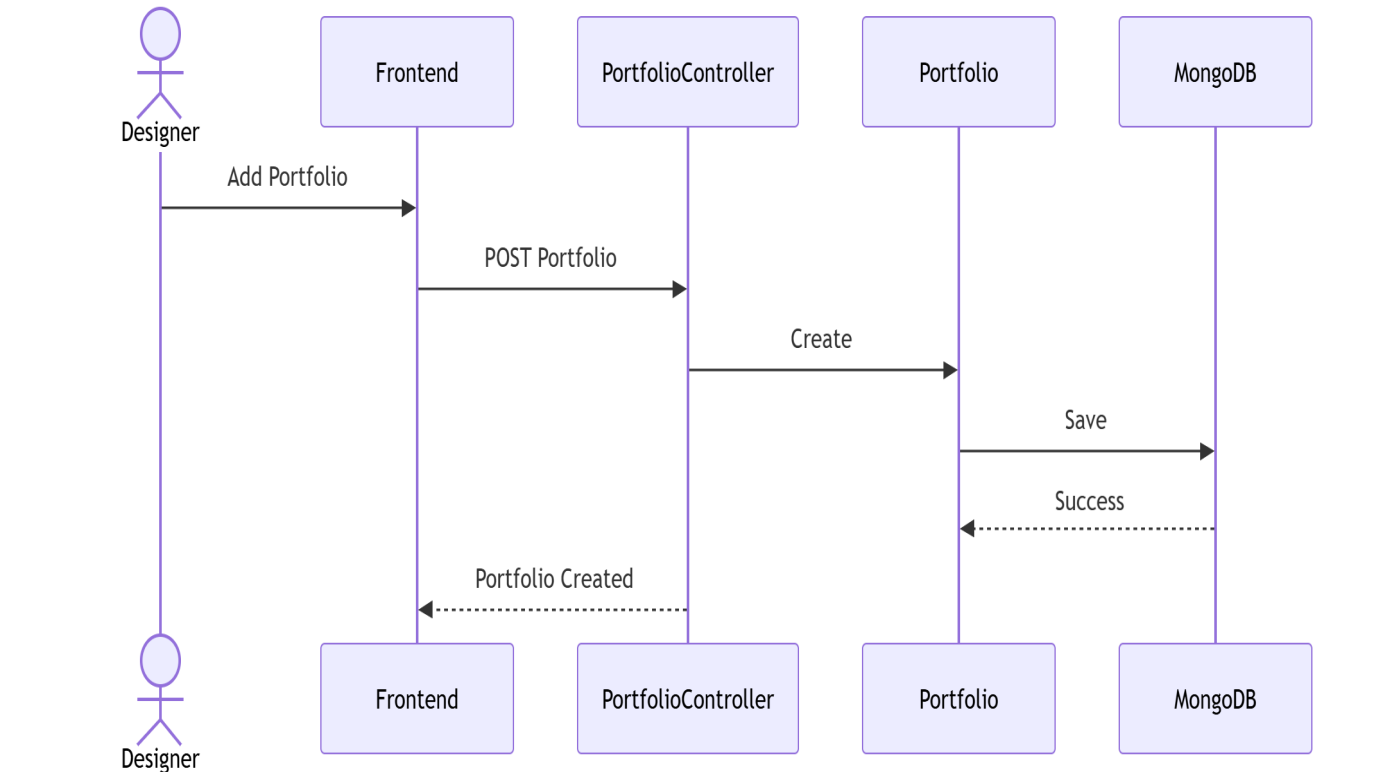 Designer
Frontend
PortfolioController
Portfolio
MongoDB
Add Portfolio
POST Portfolio
Create
Save
Success
Portfolio Created
Designer
Frontend
PortfolioController
Portfolio
MongoDB